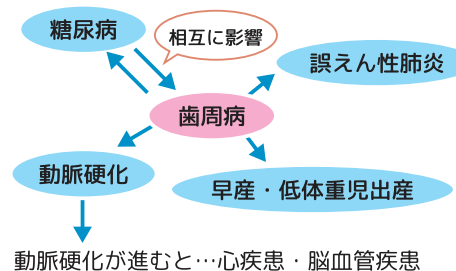 糖尿病
相互に影響
誤えん性肺炎
歯周病
動脈硬化
早産・低体重児出産
動脈硬化が進むと…心疾患・脳血管疾患